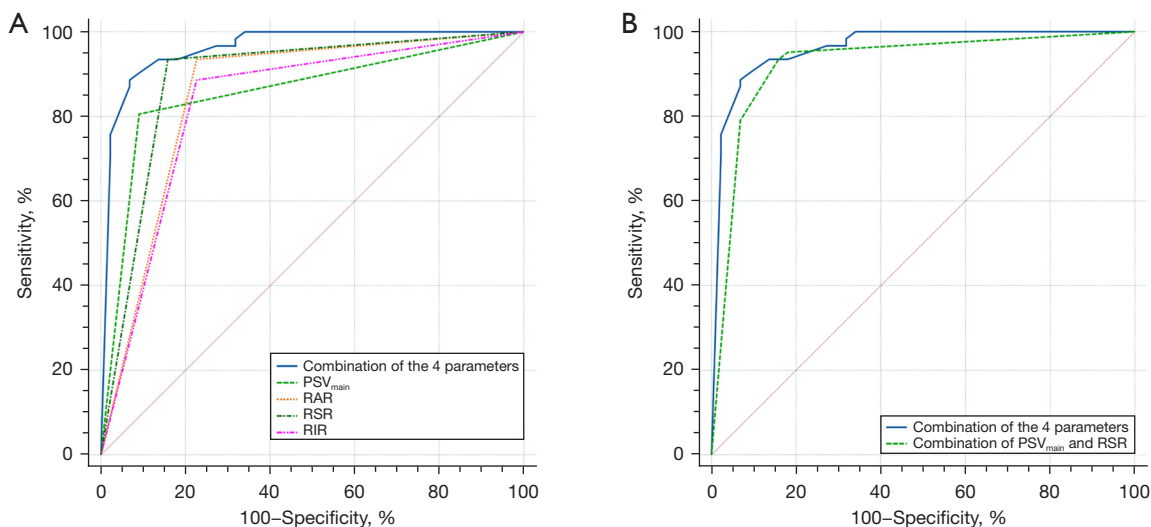 A
Sensitivity, %
100
80
60
40
20
0
0 20 40 60 80 100
100–Specificity, %
Combination of the 4 parameters
PSVmain
RAR
RSR
RIR
B
Sensitivity, %
100
80
60
40
20
0
0 20 40 60 80 100
100–Specificity, %
Combination of the 4 parameters
Combination of PSVmain and RSR